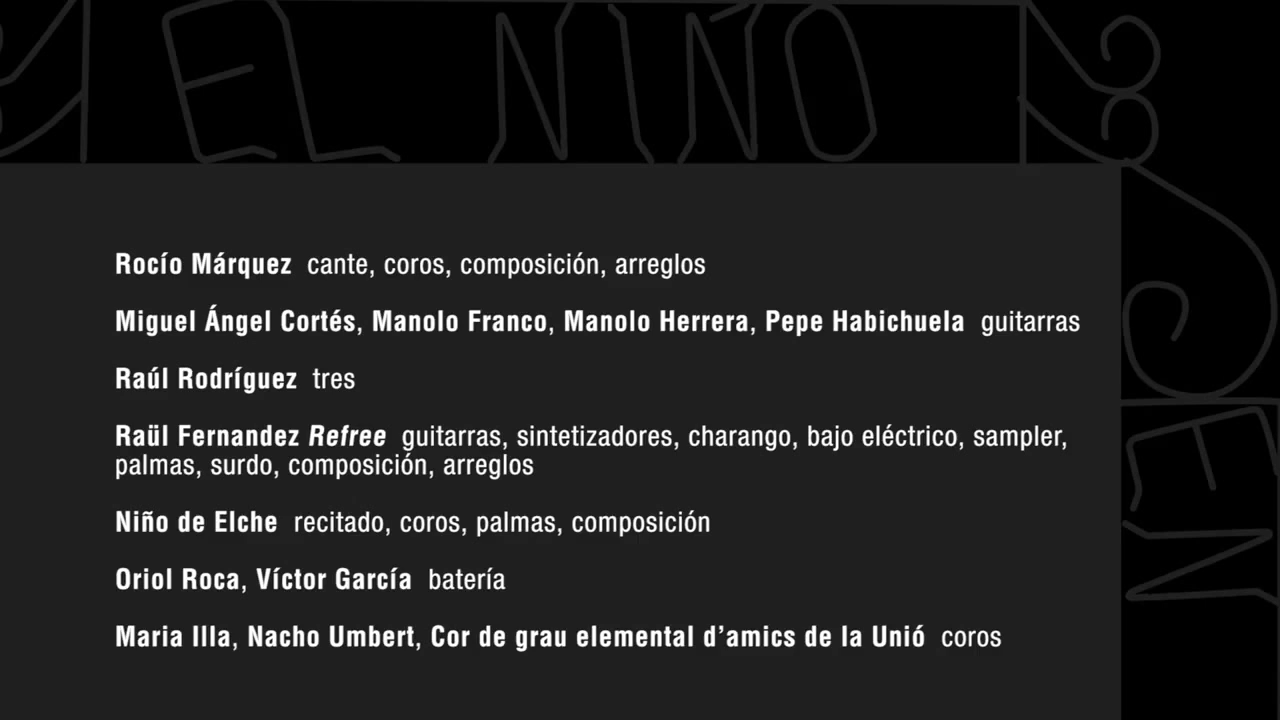 EL NIÑO
Rocío Márquez cante, coros, composición, arreglos
Miguel Ángel Cortés, Manolo Franco, Manolo Herrera, Pepe Habichuela guitarras
Raúl Rodríguez tres
Raül Fernandez Refree guitarras, sintetizadores, charango, bajo eléctrico, sampler,
palmas, surdo, composición, arreglos
Niño de Elche recitado, coros, palmas, composición
Oriol Roca, Víctor García batería
Maria Illa, Nacho Umbert, Cor de grau elemental d’amics de la Unió coros